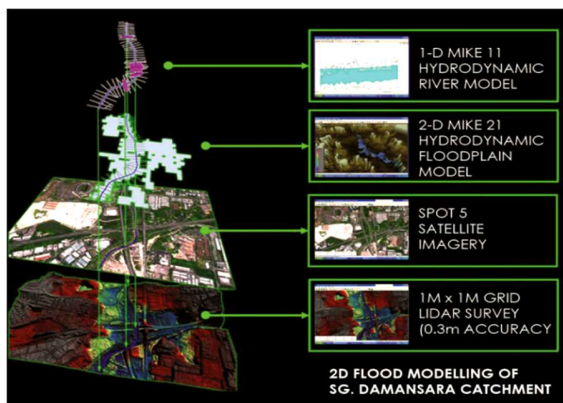 1-D MIKE 11
HYDRODYNAMIC
RIVER MODEL
2-D MIKE 21
HYDRODYNAMIC
FLOODPLAIN
MODEL
SPOT 5
SATELLITE
IMAGERY
1M x 1M GRID
LIDAR SURVEY
(0.3m ACCURACY
2D FLOOD MODELLING OF
SG. DAMANSARA CATCHMENT